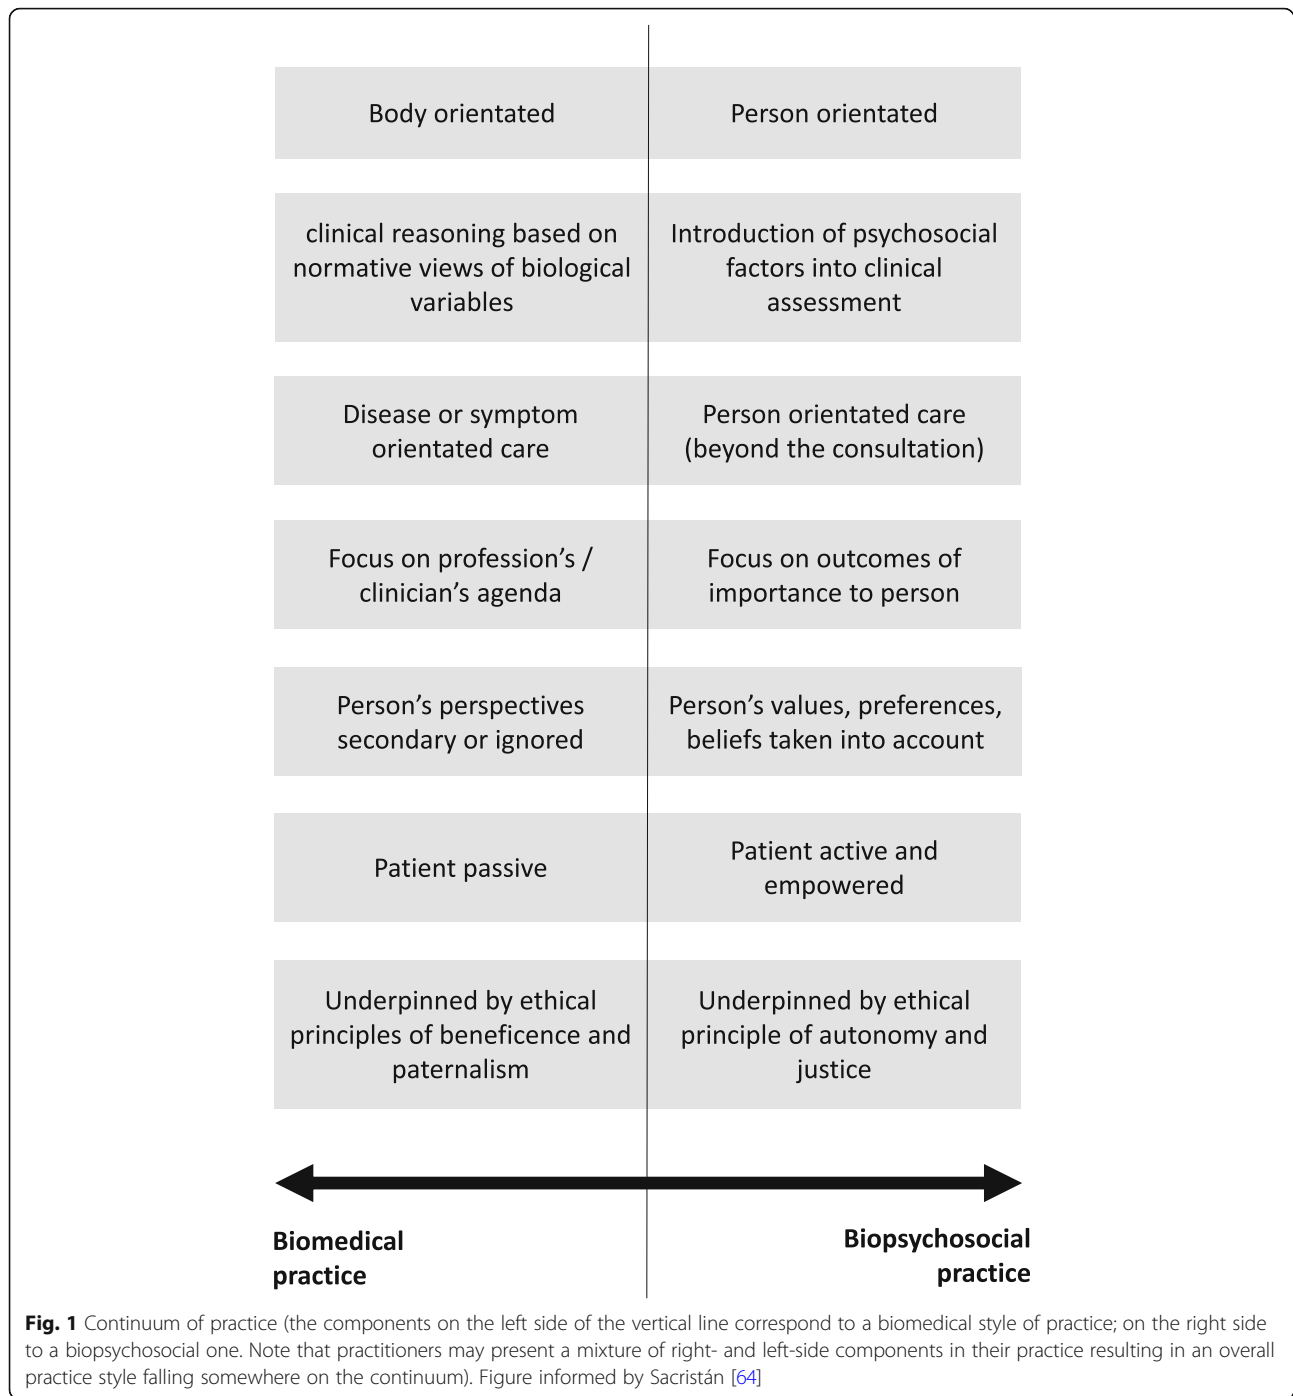 Body orientated
Person orientated
clinical reasoning based on
normative views of biological
variables
Introduction of psychosocial
factors into clinical
assessment
Disease or symptom
orientated care
Person orientated care
(beyond the consultation)
Focus on profession’s /
clinician’s agenda
Focus on outcomes of
importance to person
Person’s perspectives
secondary or ignored
Person’s values, preferences,
beliefs taken into account
Patient passive
Patient active and
empowered
Underpinned by ethical
principles of beneficence and
paternalism
Underpinned by ethical
principle of autonomy and
justice
Biomedical
practice
Biopsychosocial
practice
Fig. 1 Continuum of practice (the components on the left side of the vertical line correspond to a biomedical style of practice; on the right side
to a biopsychosocial one. Note that practitioners may present a mixture of right- and left-side components in their practice resulting in an overall
practice style falling somewhere on the continuum). Figure informed by Sacristán [64]